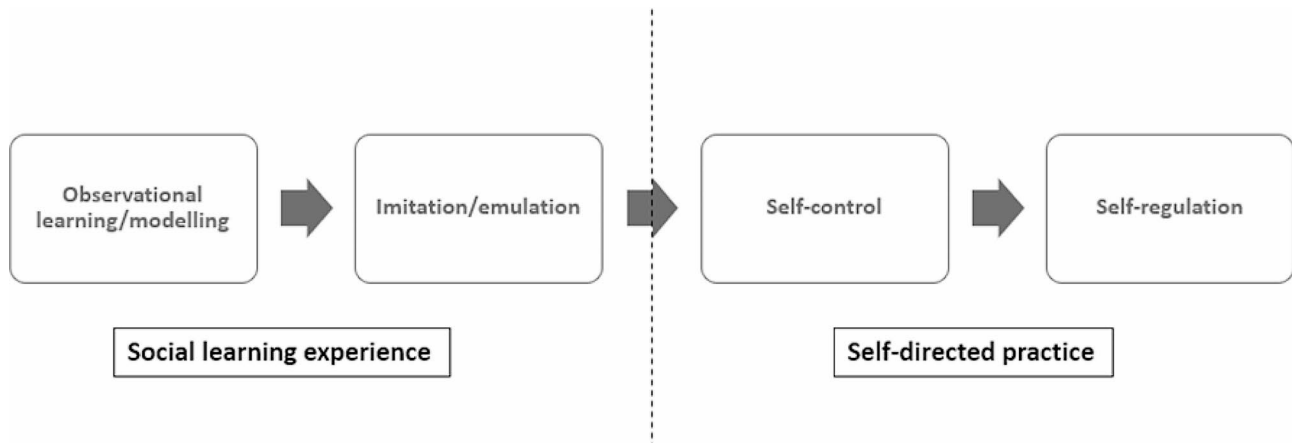 Observational
learning/modelling
Imitation/emulation
Self-control
Self-regulation
Social learning experience
Self-directed practice